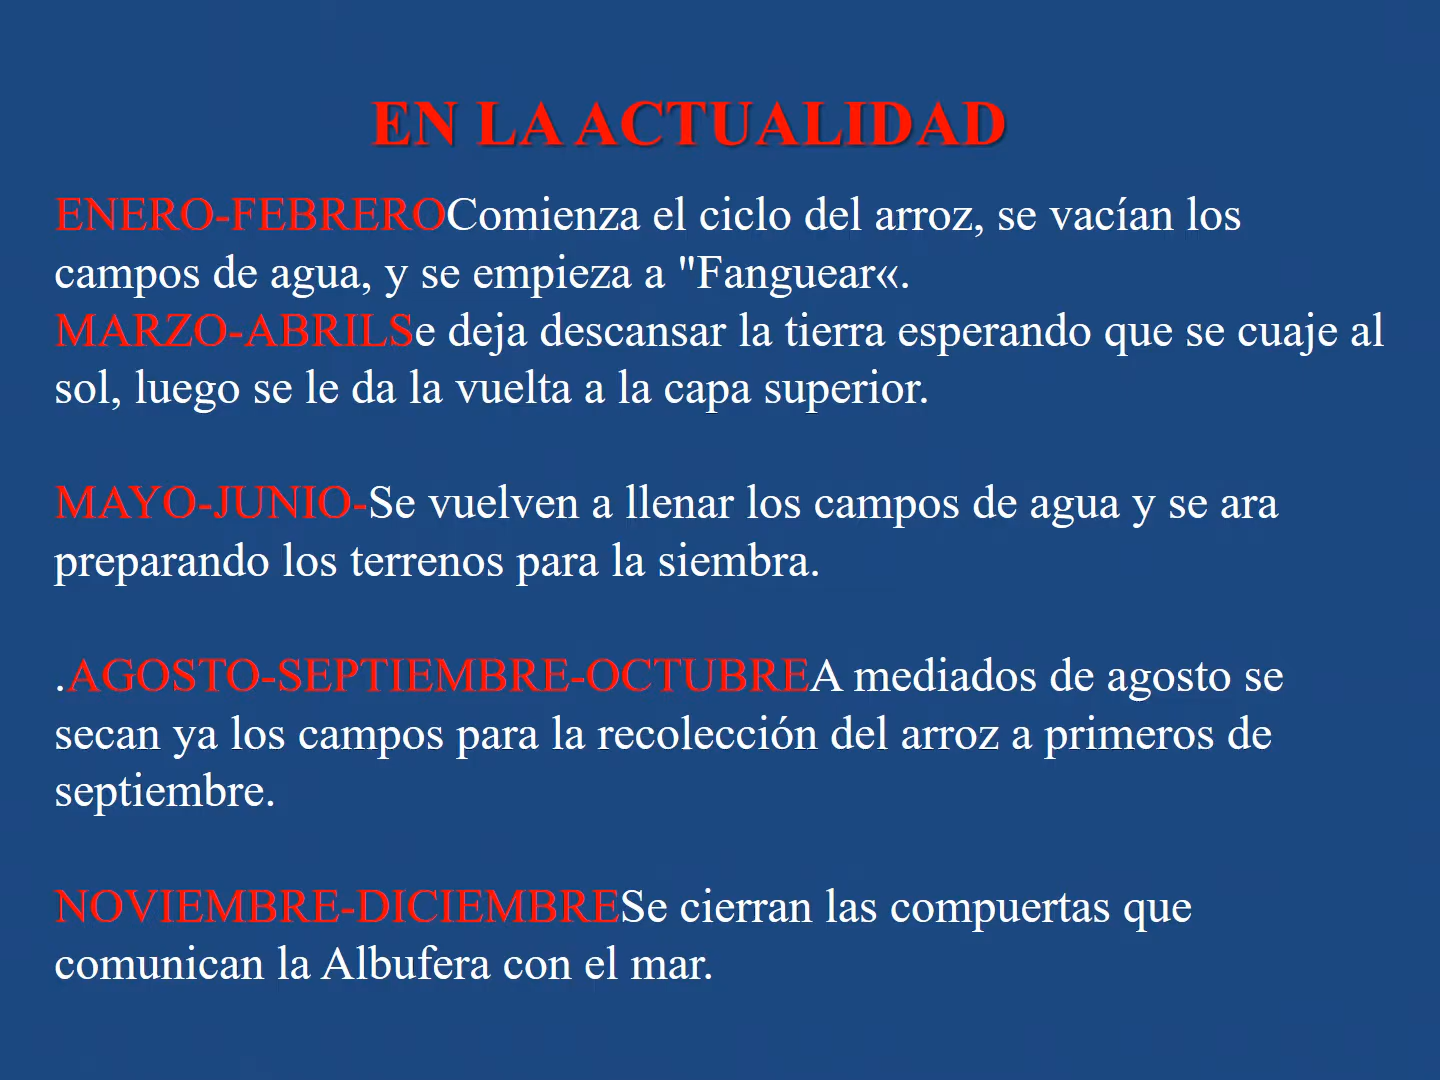 EN LA ACTUALIDAD
ENERO-FEBREROComienza el ciclo del arroz, se vacían los
campos de agua, y se empieza a "Fanguear«.
MARZO-ABRILSe deja descansar la tierra esperando que se cuaje al
sol, luego se le da la vuelta a la capa superior.
MAYO-JUNIO-Se vuelven a llenar los campos de agua y se ara
preparando los terrenos para la siembra.
.AGOSTO-SEPTIEMBRE-OCTUBREA mediados de agosto se
secan ya los campos para la recolección del arroz a primeros de
septiembre.
NOVIEMBRE-DICIEMBRESe cierran las compuertas que
comunican la Albufera con el mar.